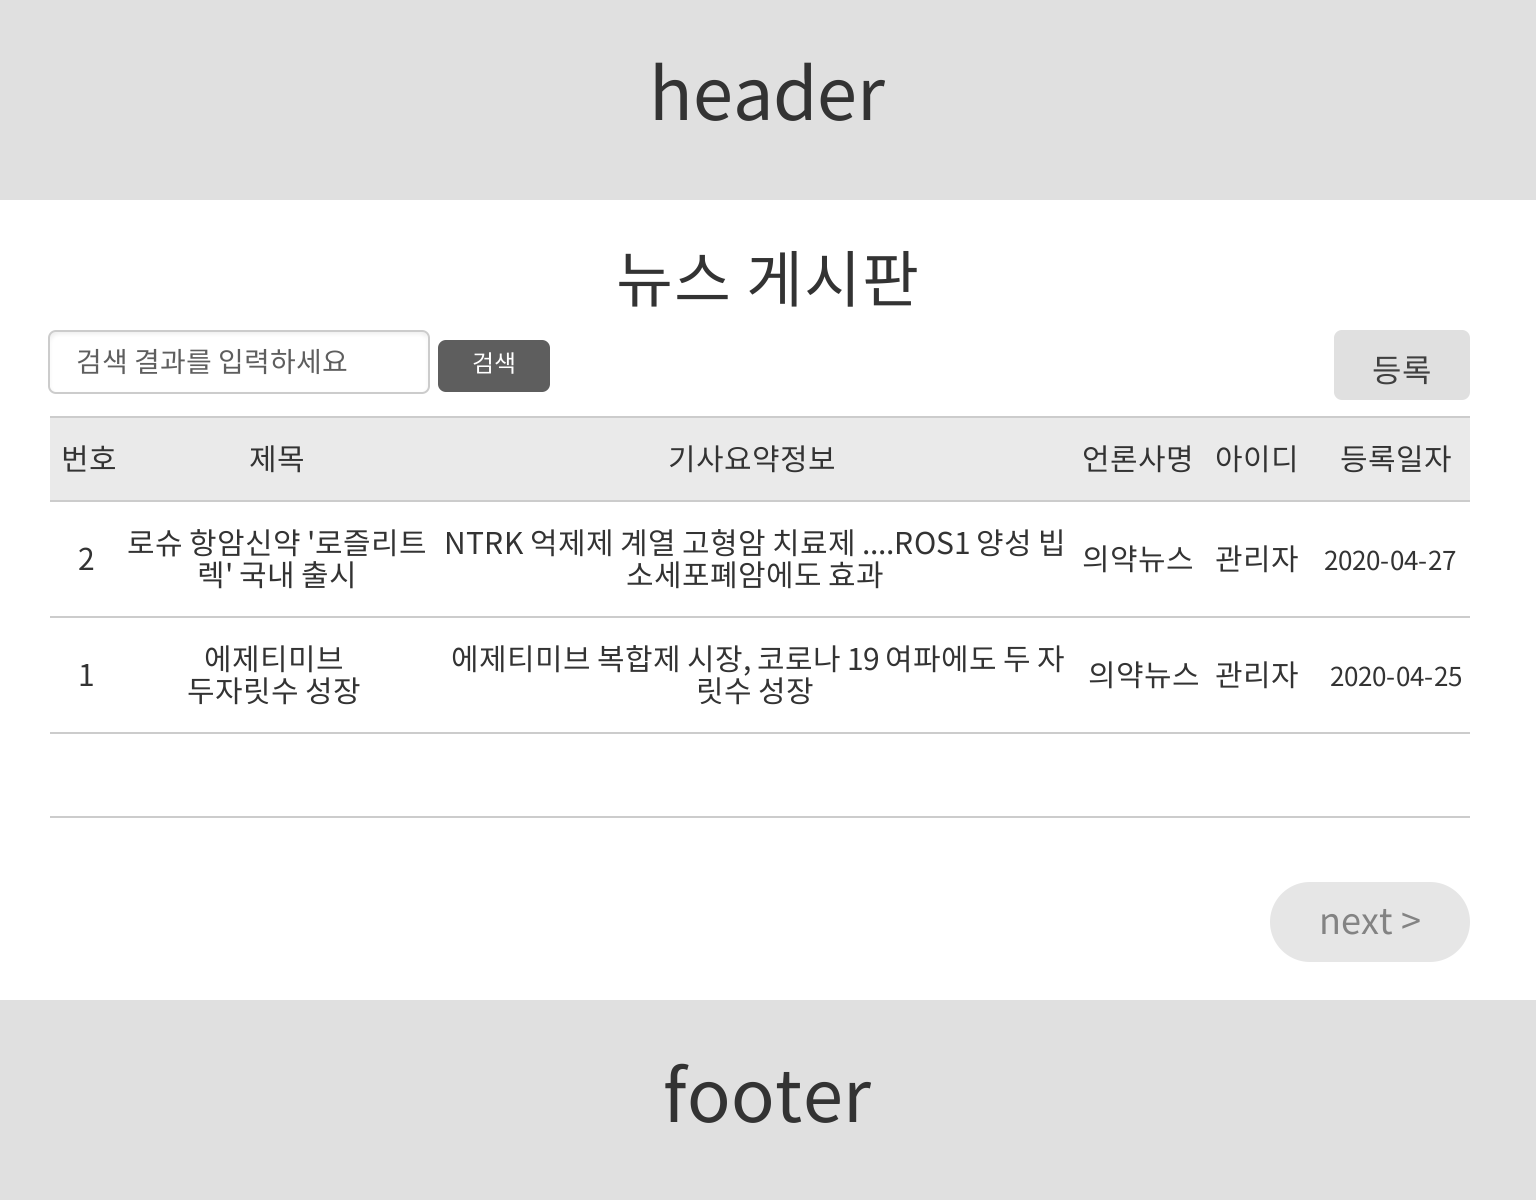 header
뉴스 게시판
검색 결과를 입력하세요
검색
등록
번호 제목 기사요약정보 언론사명 아이디 등록일자
2 로슈 항암신약 '로즐리트렉' 국내 출시 NTRK 억제제 계열 고형암 치료제 ....ROS1 양성 빕소세포폐암에도 효과 의약뉴스 관리자 2020-04-27
1 에제티미브 두자릿수 성장 에제티미브 복합제 시장, 코로나 19 여파에도 두 자릿수 성장 의약뉴스 관리자 2020-04-25
next >
footer